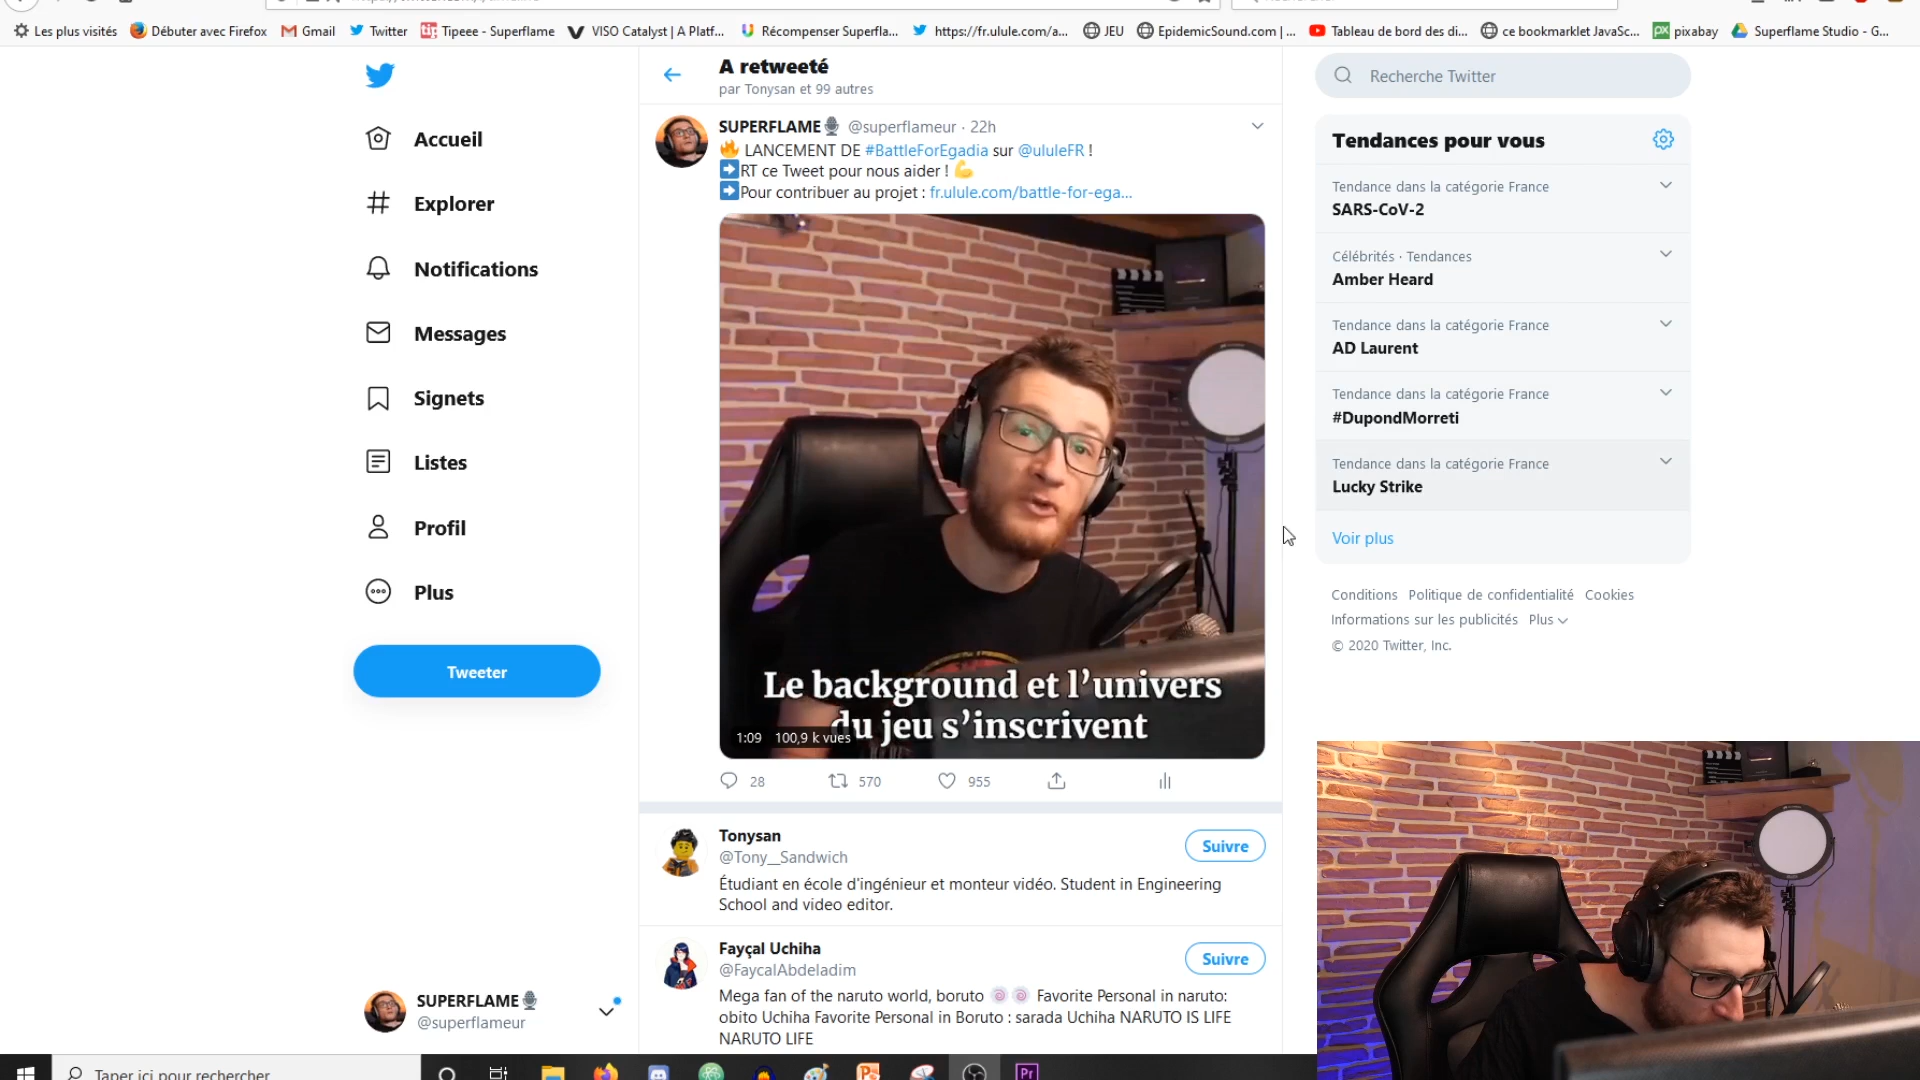 Les plus visités
Débuter avec Firefox
Gmail
Twitter
Tipeee - Superflame
VISO Catalyst | A Platf...
Récompenser Superfla...
https://fr.ulule.com/a...
JEU
EpidemicSound.com | ...
Tableau de bord des di...
ce bookmarklet JavaSc...
pixabay
Superflame Studio - G...
Accueil
Explorer
Notifications
Messages
Signets
Listes
Profil
Plus
Tweeter
SUPERFLAME
@superflameur
A retweeté
par Tonysan et 99 autres
SUPERFLAME @superflameur · 22h
LANCEMENT DE #BattleForEgadia sur @ululeFR !
RT ce Tweet pour nous aider !
Pour contribuer au projet : fr.ulule.com/battle-for-ega...
Le background et l’univers
du jeu s’inscrivent
1:09 100,9 k vues
28 570 955
Tonysan
@Tony__Sandwich
Suivre
Étudiant en école d'ingénieur et monteur vidéo. Student in Engineering
School and video editor.
Fayçal Uchiha
@FaycalAbdeladim
Suivre
Mega fan of the naruto world, boruto Favorite Personal in naruto:
obito Uchiha Favorite Personal in Boruto : sarada Uchiha NARUTO IS LIFE
NARUTO LIFE
Recherche Twitter
Tendances pour vous
Tendance dans la catégorie France
SARS-CoV-2
Célébrités · Tendances
Amber Heard
Tendance dans la catégorie France
AD Laurent
Tendance dans la catégorie France
#DupondMorreti
Tendance dans la catégorie France
Lucky Strike
Voir plus
Conditions Politique de confidentialité Cookies
Informations sur les publicités Plus
© 2020 Twitter, Inc.
Taper ici pour rechercher
Pr